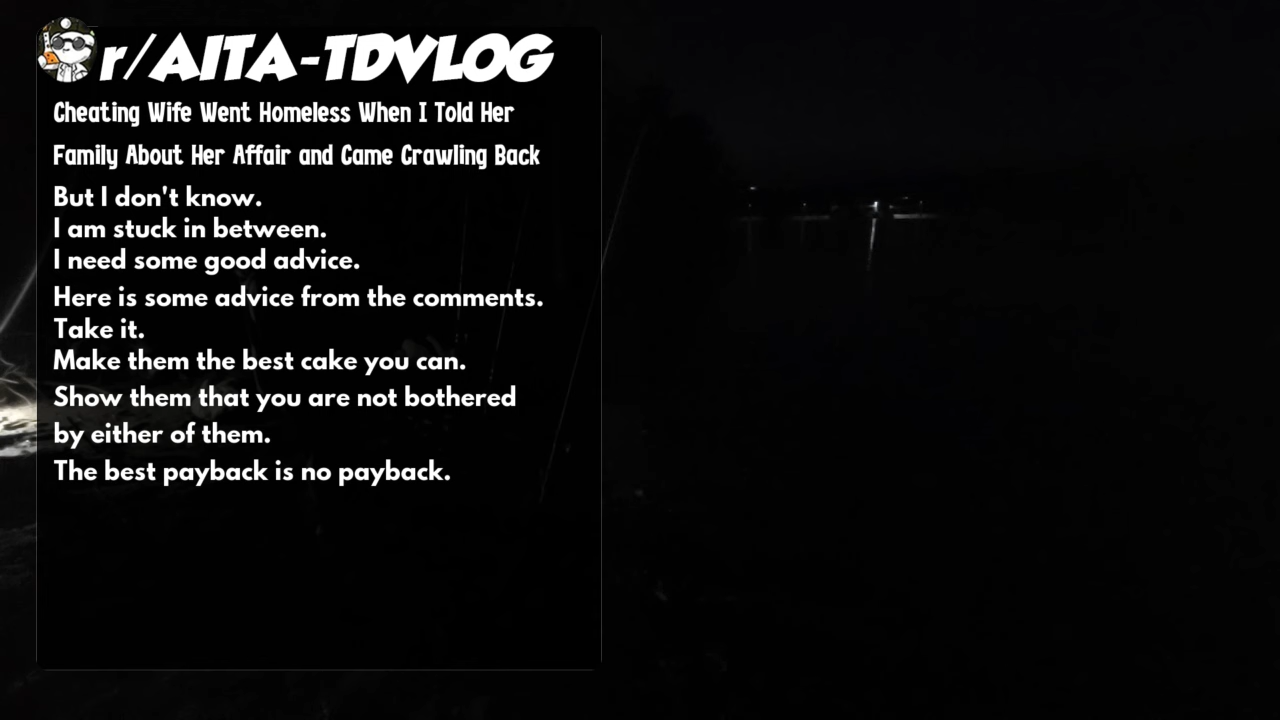 r/AITA-TDVLOG
Cheating Wife Went Homeless When I Told Her
Family About Her Affair and Came Crawling Back
But I don't know.
I am stuck in between.
I need some good advice.
Here is some advice from the comments.
Take it.
Make them the best cake you can.
Show them that you are not bothered
by either of them.
The best payback is no payback.